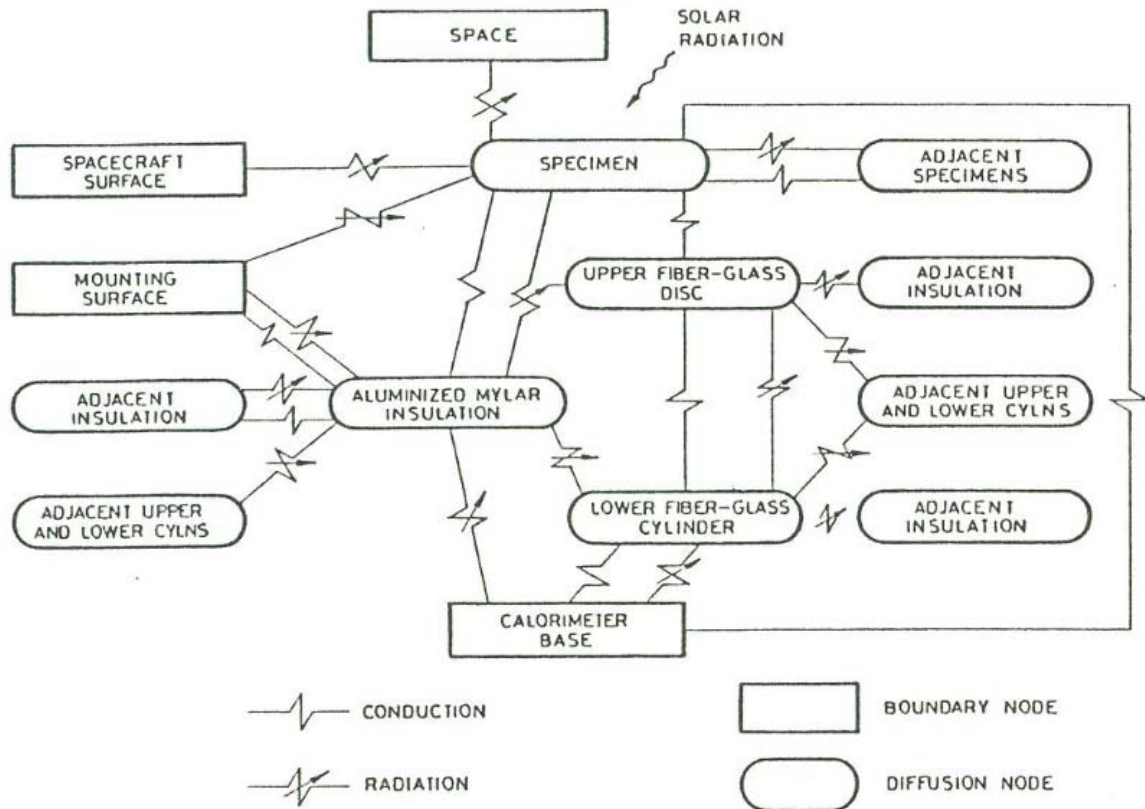 SPACE
SOLAR
RADIATION
SPACECRAFT
SURFACE
SPECIMEN
ADJACENT
SPECIMENS
MOUNTING
SURFACE
UPPER FIBER-GLASS
DISC
ADJACENT
INSULATION
ADJACENT
INSULATION
ALUMINIZED MYLAR
INSULATION
ADJACENT UPPER
AND LOWER CYLNS
ADJACENT UPPER
AND LOWER CYLNS
LOWER FIBER-GLASS
CYLINDER
ADJACENT
INSULATION
CALORIMETER
BASE
CONDUCTION
BOUNDARY NODE
RADIATION
DIFFUSION NODE